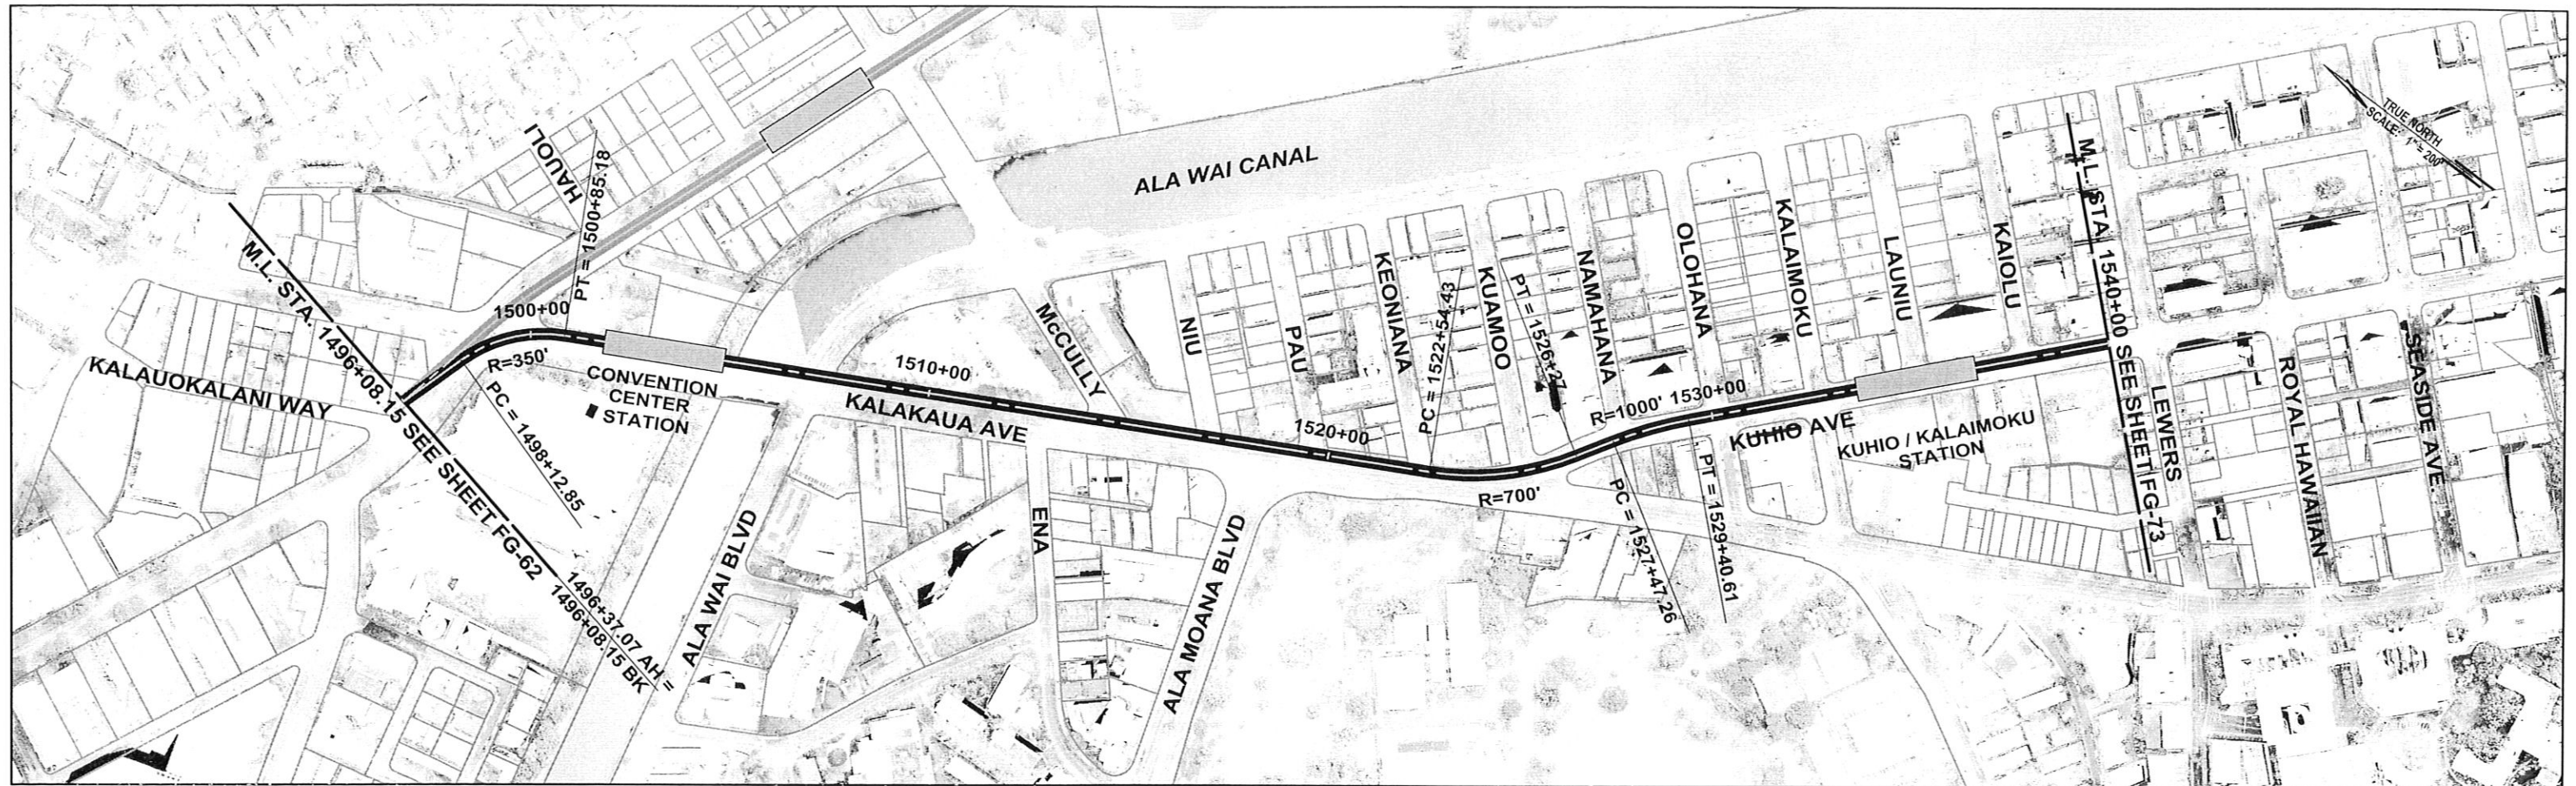 TRUE NORTH
SCALE: 1" = 200'
HAUOLI
PT = 1500+85.18
ALA WAI CANAL
M.L. STA. 1496+08.15 SEE SHEET FG-62
M.L. STA. 1540+00 SEE SHEET FG-73
1500+00
R=350'
PC = 1498+12.85
KALAUOKALANI WAY
CONVENTION
CENTER
STATION
1510+00
KALAKAUA AVE
McCULLY
NIU
PAU
KEONIANA
PC = 1522+54.43
KUAMOO
PT = 1526+27
NAMAHANA
OLOHANA
KALAIMOKU
LAUNIU
KAIOLU
1520+00
R=700'
R=1000'
1530+00
KUHIO AVE
KUHIO / KALAIMOKU
STATION
LEWERS
ROYAL HAWAIIAN
SEASIDE AVE.
PC = 1527+47.26
PT = 1529+40.61
ENA
ALA WAI BLVD
ALA MOANA BLVD
1496+37.07 AH =
1496+08.15 BK